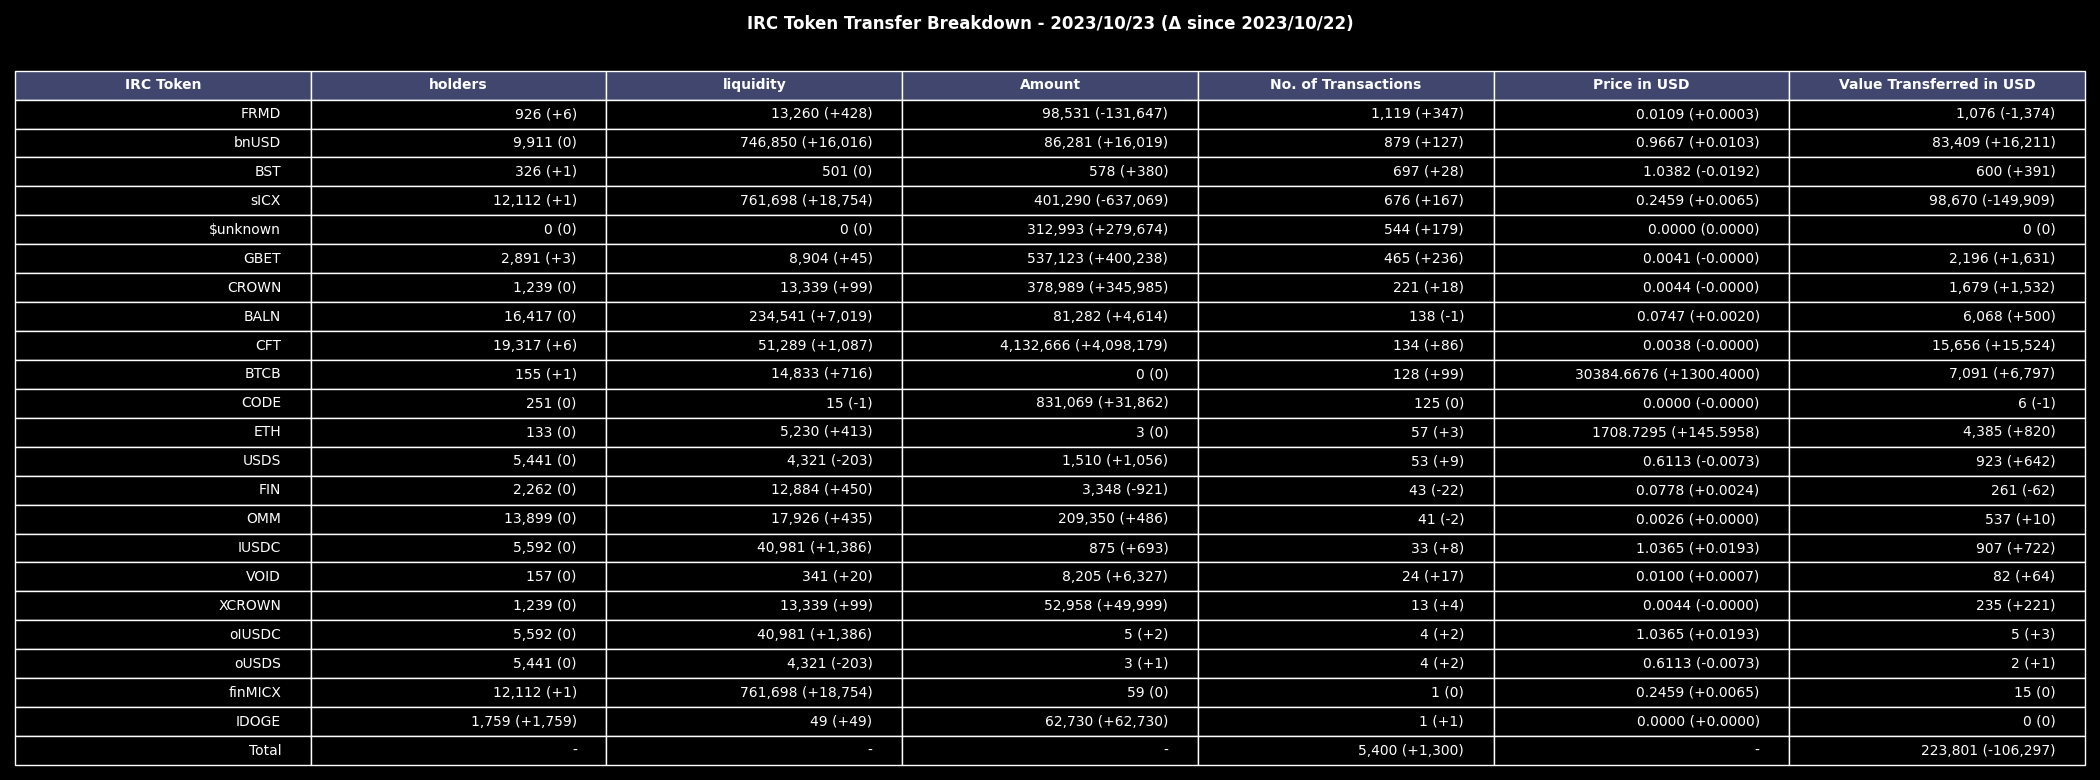 IRC Token Transfer Breakdown - 2023/10/23 (Δ since 2023/10/22)
IRC Token holders liquidity Amount No. of Transactions Price in USD Value Transferred in USD
FRMD 926 (+6) 13,260 (+428) 98,531 (-131,647) 1,119 (+347) 0.0109 (+0.0003) 1,076 (-1,374)
bnUSD 9,911 (0) 746,850 (+16,016) 86,281 (+16,019) 879 (+127) 0.9667 (+0.0103) 83,409 (+16,211)
BST 326 (+1) 501 (0) 578 (+380) 697 (+28) 1.0382 (-0.0192) 600 (+391)
sICX 12,112 (+1) 761,698 (+18,754) 401,290 (-637,069) 676 (+167) 0.2459 (+0.0065) 98,670 (-149,909)
$unknown 0 (0) 0 (0) 312,993 (+279,674) 544 (+179) 0.0000 (0.0000) 0 (0)
GBET 2,891 (+3) 8,904 (+45) 537,123 (+400,238) 465 (+236) 0.0041 (-0.0000) 2,196 (+1,631)
CROWN 1,239 (0) 13,339 (+99) 378,989 (+345,985) 221 (+18) 0.0044 (-0.0000) 1,679 (+1,532)
BALN 16,417 (0) 234,541 (+7,019) 81,282 (+4,614) 138 (-1) 0.0747 (+0.0020) 6,068 (+500)
CFT 19,317 (+6) 51,289 (+1,087) 4,132,666 (+4,098,179) 134 (+86) 0.0038 (-0.0000) 15,656 (+15,524)
BTCB 155 (+1) 14,833 (+716) 0 (0) 128 (+99) 30384.6676 (+1300.4000) 7,091 (+6,797)
CODE 251 (0) 15 (-1) 831,069 (+31,862) 125 (0) 0.0000 (-0.0000) 6 (-1)
ETH 133 (0) 5,230 (+413) 3 (0) 57 (+3) 1708.7295 (+145.5958) 4,385 (+820)
USDS 5,441 (0) 4,321 (-203) 1,510 (+1,056) 53 (+9) 0.6113 (-0.0073) 923 (+642)
FIN 2,262 (0) 12,884 (+450) 3,348 (-921) 43 (-22) 0.0778 (+0.0024) 261 (-62)
OMM 13,899 (0) 17,926 (+435) 209,350 (+486) 41 (-2) 0.0026 (+0.0000) 537 (+10)
IUSDC 5,592 (0) 40,981 (+1,386) 875 (+693) 33 (+8) 1.0365 (+0.0193) 907 (+722)
VOID 157 (0) 341 (+20) 8,205 (+6,327) 24 (+17) 0.0100 (+0.0007) 82 (+64)
XCROWN 1,239 (0) 13,339 (+99) 52,958 (+49,999) 13 (+4) 0.0044 (-0.0000) 235 (+221)
oIUSDC 5,592 (0) 40,981 (+1,386) 5 (+2) 4 (+2) 1.0365 (+0.0193) 5 (+3)
oUSDS 5,441 (0) 4,321 (-203) 3 (+1) 4 (+2) 0.6113 (-0.0073) 2 (+1)
finMICX 12,112 (+1) 761,698 (+18,754) 59 (0) 1 (0) 0.2459 (+0.0065) 15 (0)
IDOGE 1,759 (+1,759) 49 (+49) 62,730 (+62,730) 1 (+1) 0.0000 (+0.0000) 0 (0)
Total - - - 5,400 (+1,300) - 223,801 (-106,297)